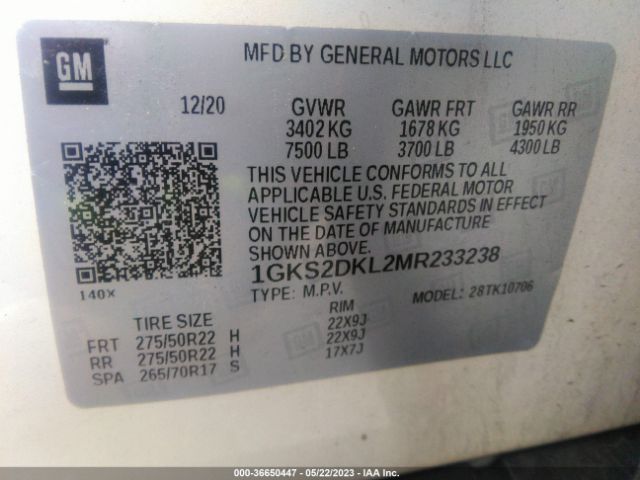 GM
MFD BY GENERAL MOTORS LLC
12/20 GVWR GAWR FRT GAWR RR
3402 KG 1678 KG 1950 KG
7500 LB 3700 LB 4300 LB
THIS VEHICLE CONFORMS TO ALL
APPLICABLE U.S. FEDERAL MOTOR
VEHICLE SAFETY STANDARDS IN EFFECT
ON THE DATE OF MANUFACTURE
SHOWN ABOVE.
1GKS2DKL2MR233238
140X TYPE: M.P.V. MODEL: 28TK10706
TIRE SIZE RIM
FRT 275/50R22 H 22X9J
RR 275/50R22 H 22X9J
SPA 265/70R17 S 17X7J
000-36650447 - 05/22/2023 - IAA Inc.